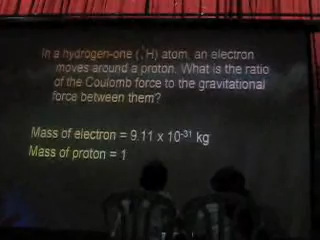 In a hydrogen-one (¹₁H) atom, an electron
moves around a proton. What is the ratio
of the Coulomb force to the gravitational
force between them?
Mass of electron = 9.11 x 10⁻³¹ kg
Mass of proton = 1